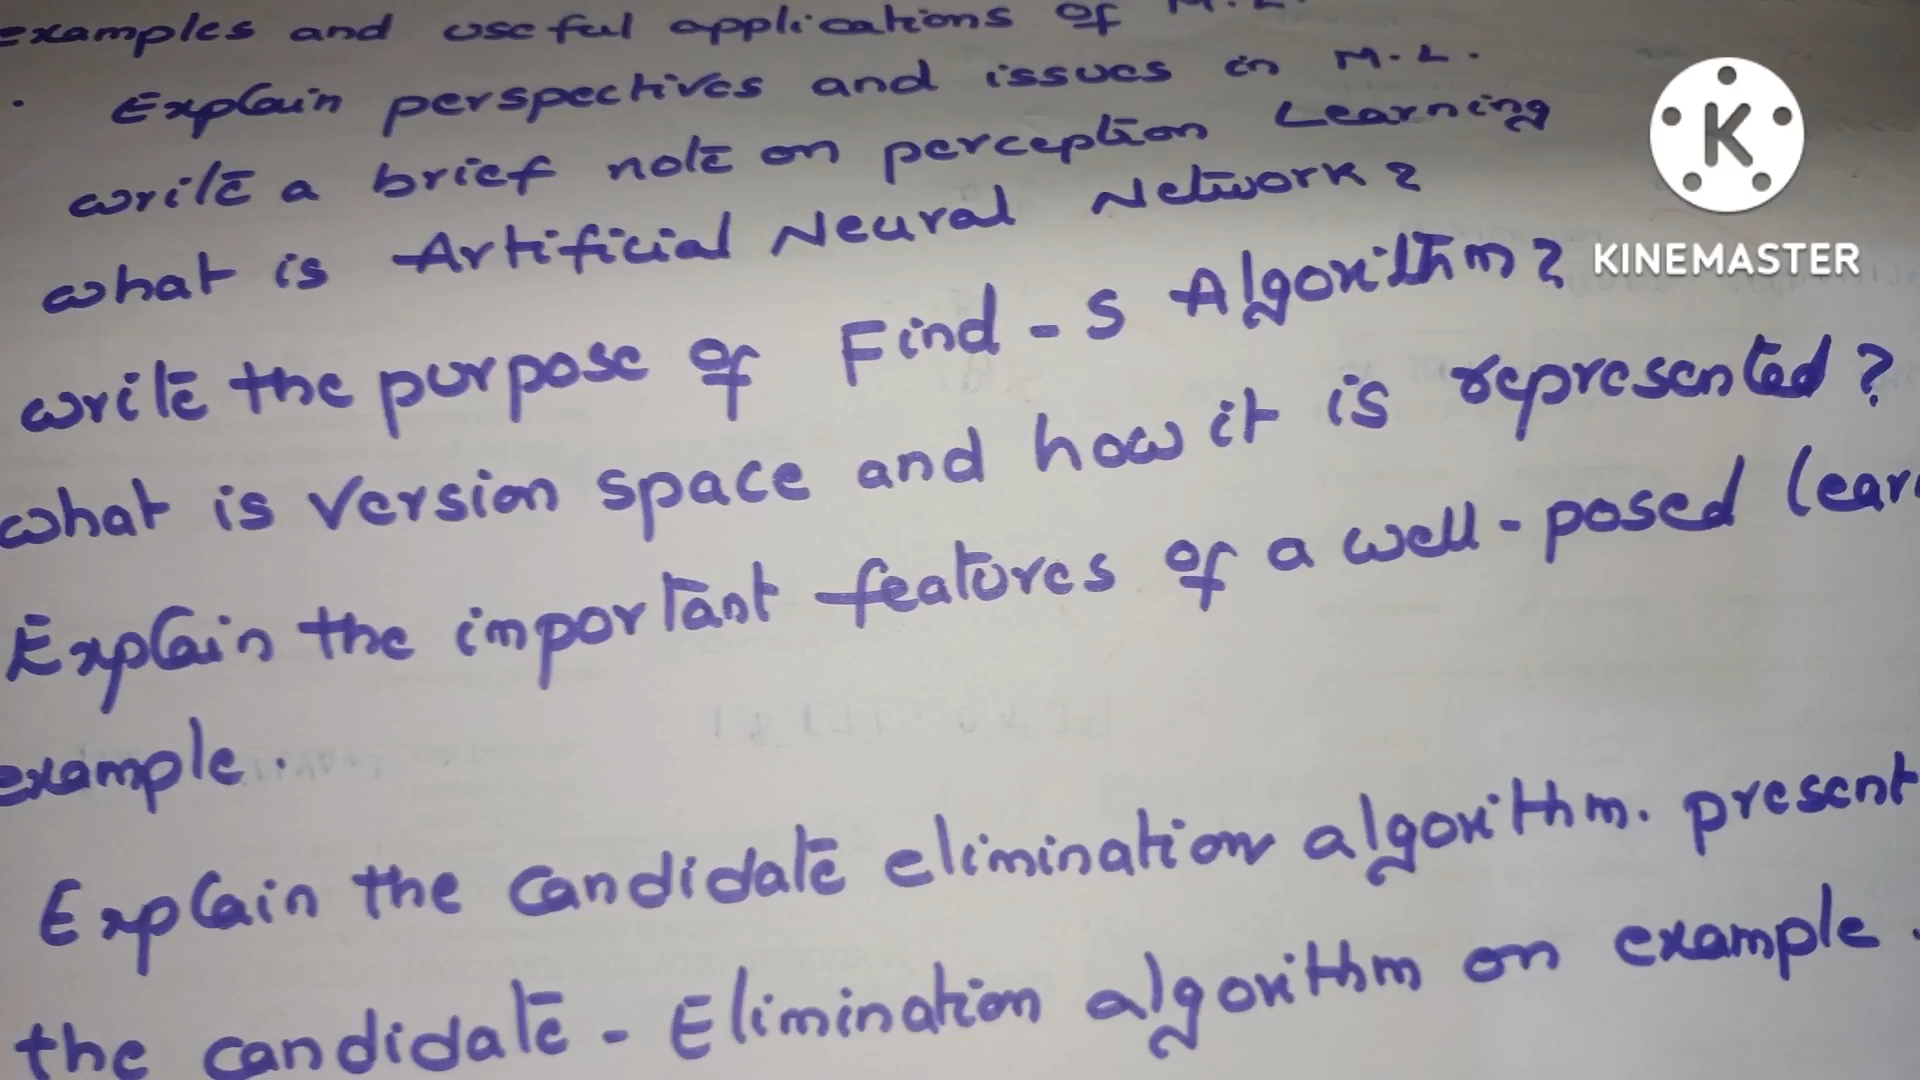 examples and useful applications of M.L.
. Explain perspectives and issues in M.L.
write a brief note on perception Learning
what is Artificial Neural Network?
write the purpose of Find-S Algorithm?
what is version space and how it is represented?
Explain the important features of a well-posed lear
example.
Explain the candidate elimination algorithm. present
the candidate-Elimination algorithm on example.
K
KINEMASTER